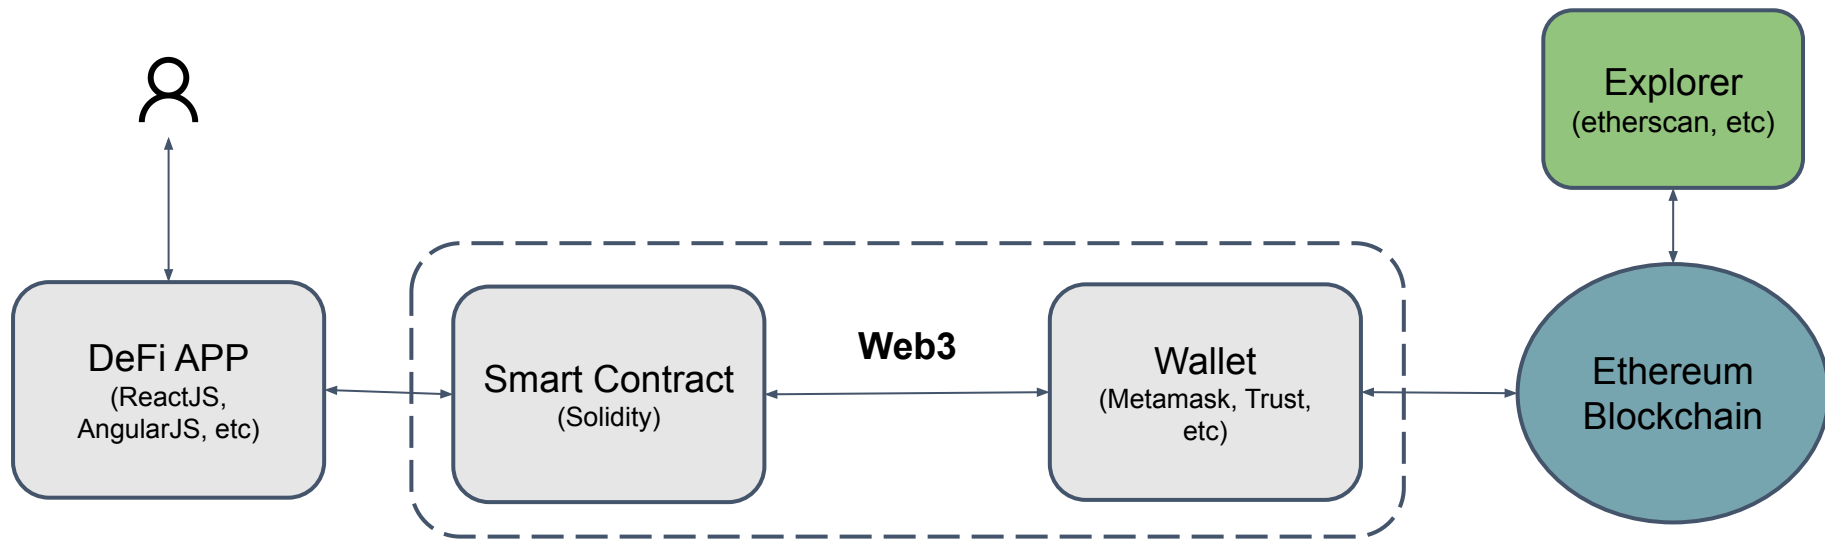 Explorer
(etherscan, etc)
DeFi APP
(ReactJS,
AngularJS, etc)
Smart Contract
(Solidity)
Web3
Wallet
(Metamask, Trust,
etc)
Ethereum
Blockchain